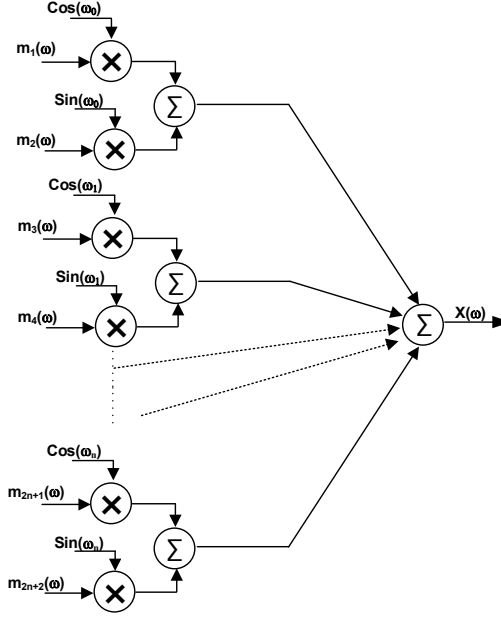 Cos(ω₀)
m₁(ω)
Σ
Sin(ω₀)
m₂(ω)
Cos(ω₁)
m₃(ω)
Σ
Sin(ω₁)
m₄(ω)
Σ
X(ω)
Cos(ωₙ)
m₂ₙ₊₁(ω)
Σ
Sin(ωₙ)
m₂ₙ₊₂(ω)